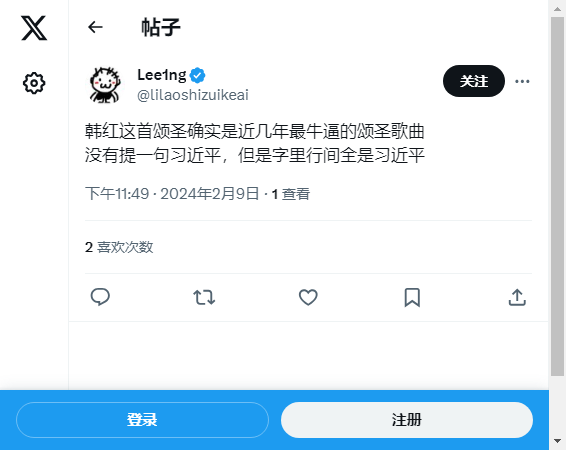 帖子
Lee1ng
@lilaoshizuikeai
关注
韩红这首颂圣确实是近几年最牛逼的颂圣歌曲
没有提一句习近平，但是字里行间全是习近平
下午11:49 · 2024年2月9日 · 1 查看
2 喜欢次数
登录
注册